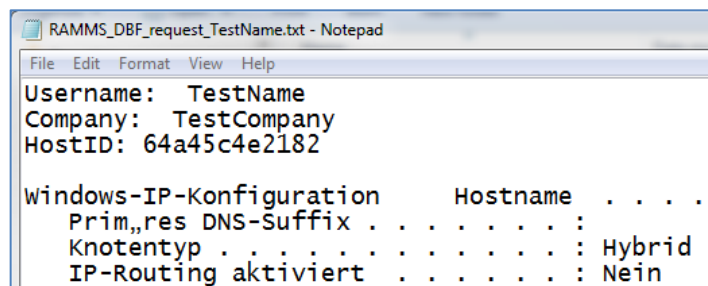 RAMMS_DBF_request_TestName.txt - Notepad
File Edit Format View Help
Username:  TestName
Company:  TestCompany
HostID: 64a45c4e2182
Windows-IP-Konfiguration     Hostname  . . . .
Prim„res DNS-Suffix . . . . . . . :
Knotentyp . . . . . . . . . . . . : Hybrid
IP-Routing aktiviert  . . . . . . : Nein